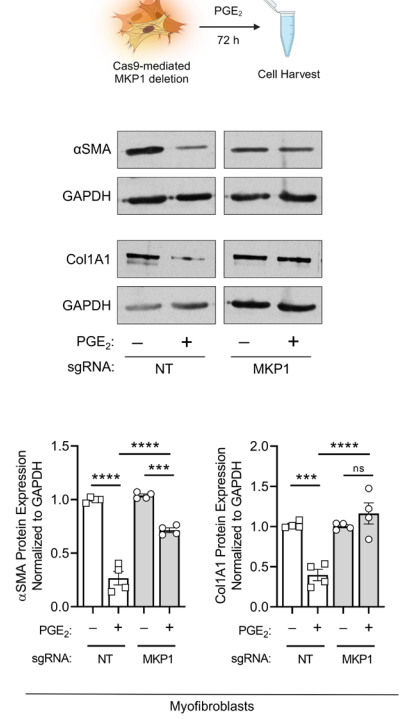 PGE₂
72 h
Cas9-mediated
MKP1 deletion
Cell Harvest
αSMA
GAPDH
Col1A1
GAPDH
PGE₂: − + − +
sgRNA: NT MKP1
αSMA Protein Expression
Normalized to GAPDH
1.5
1.0
0.5
0.0
****
****
***
PGE₂: − + − +
sgRNA: NT MKP1
Col1A1 Protein Expression
Normalized to GAPDH
2.0
1.5
1.0
0.5
0.0
****
***
ns
PGE₂: − + − +
sgRNA: NT MKP1
Myofibroblasts